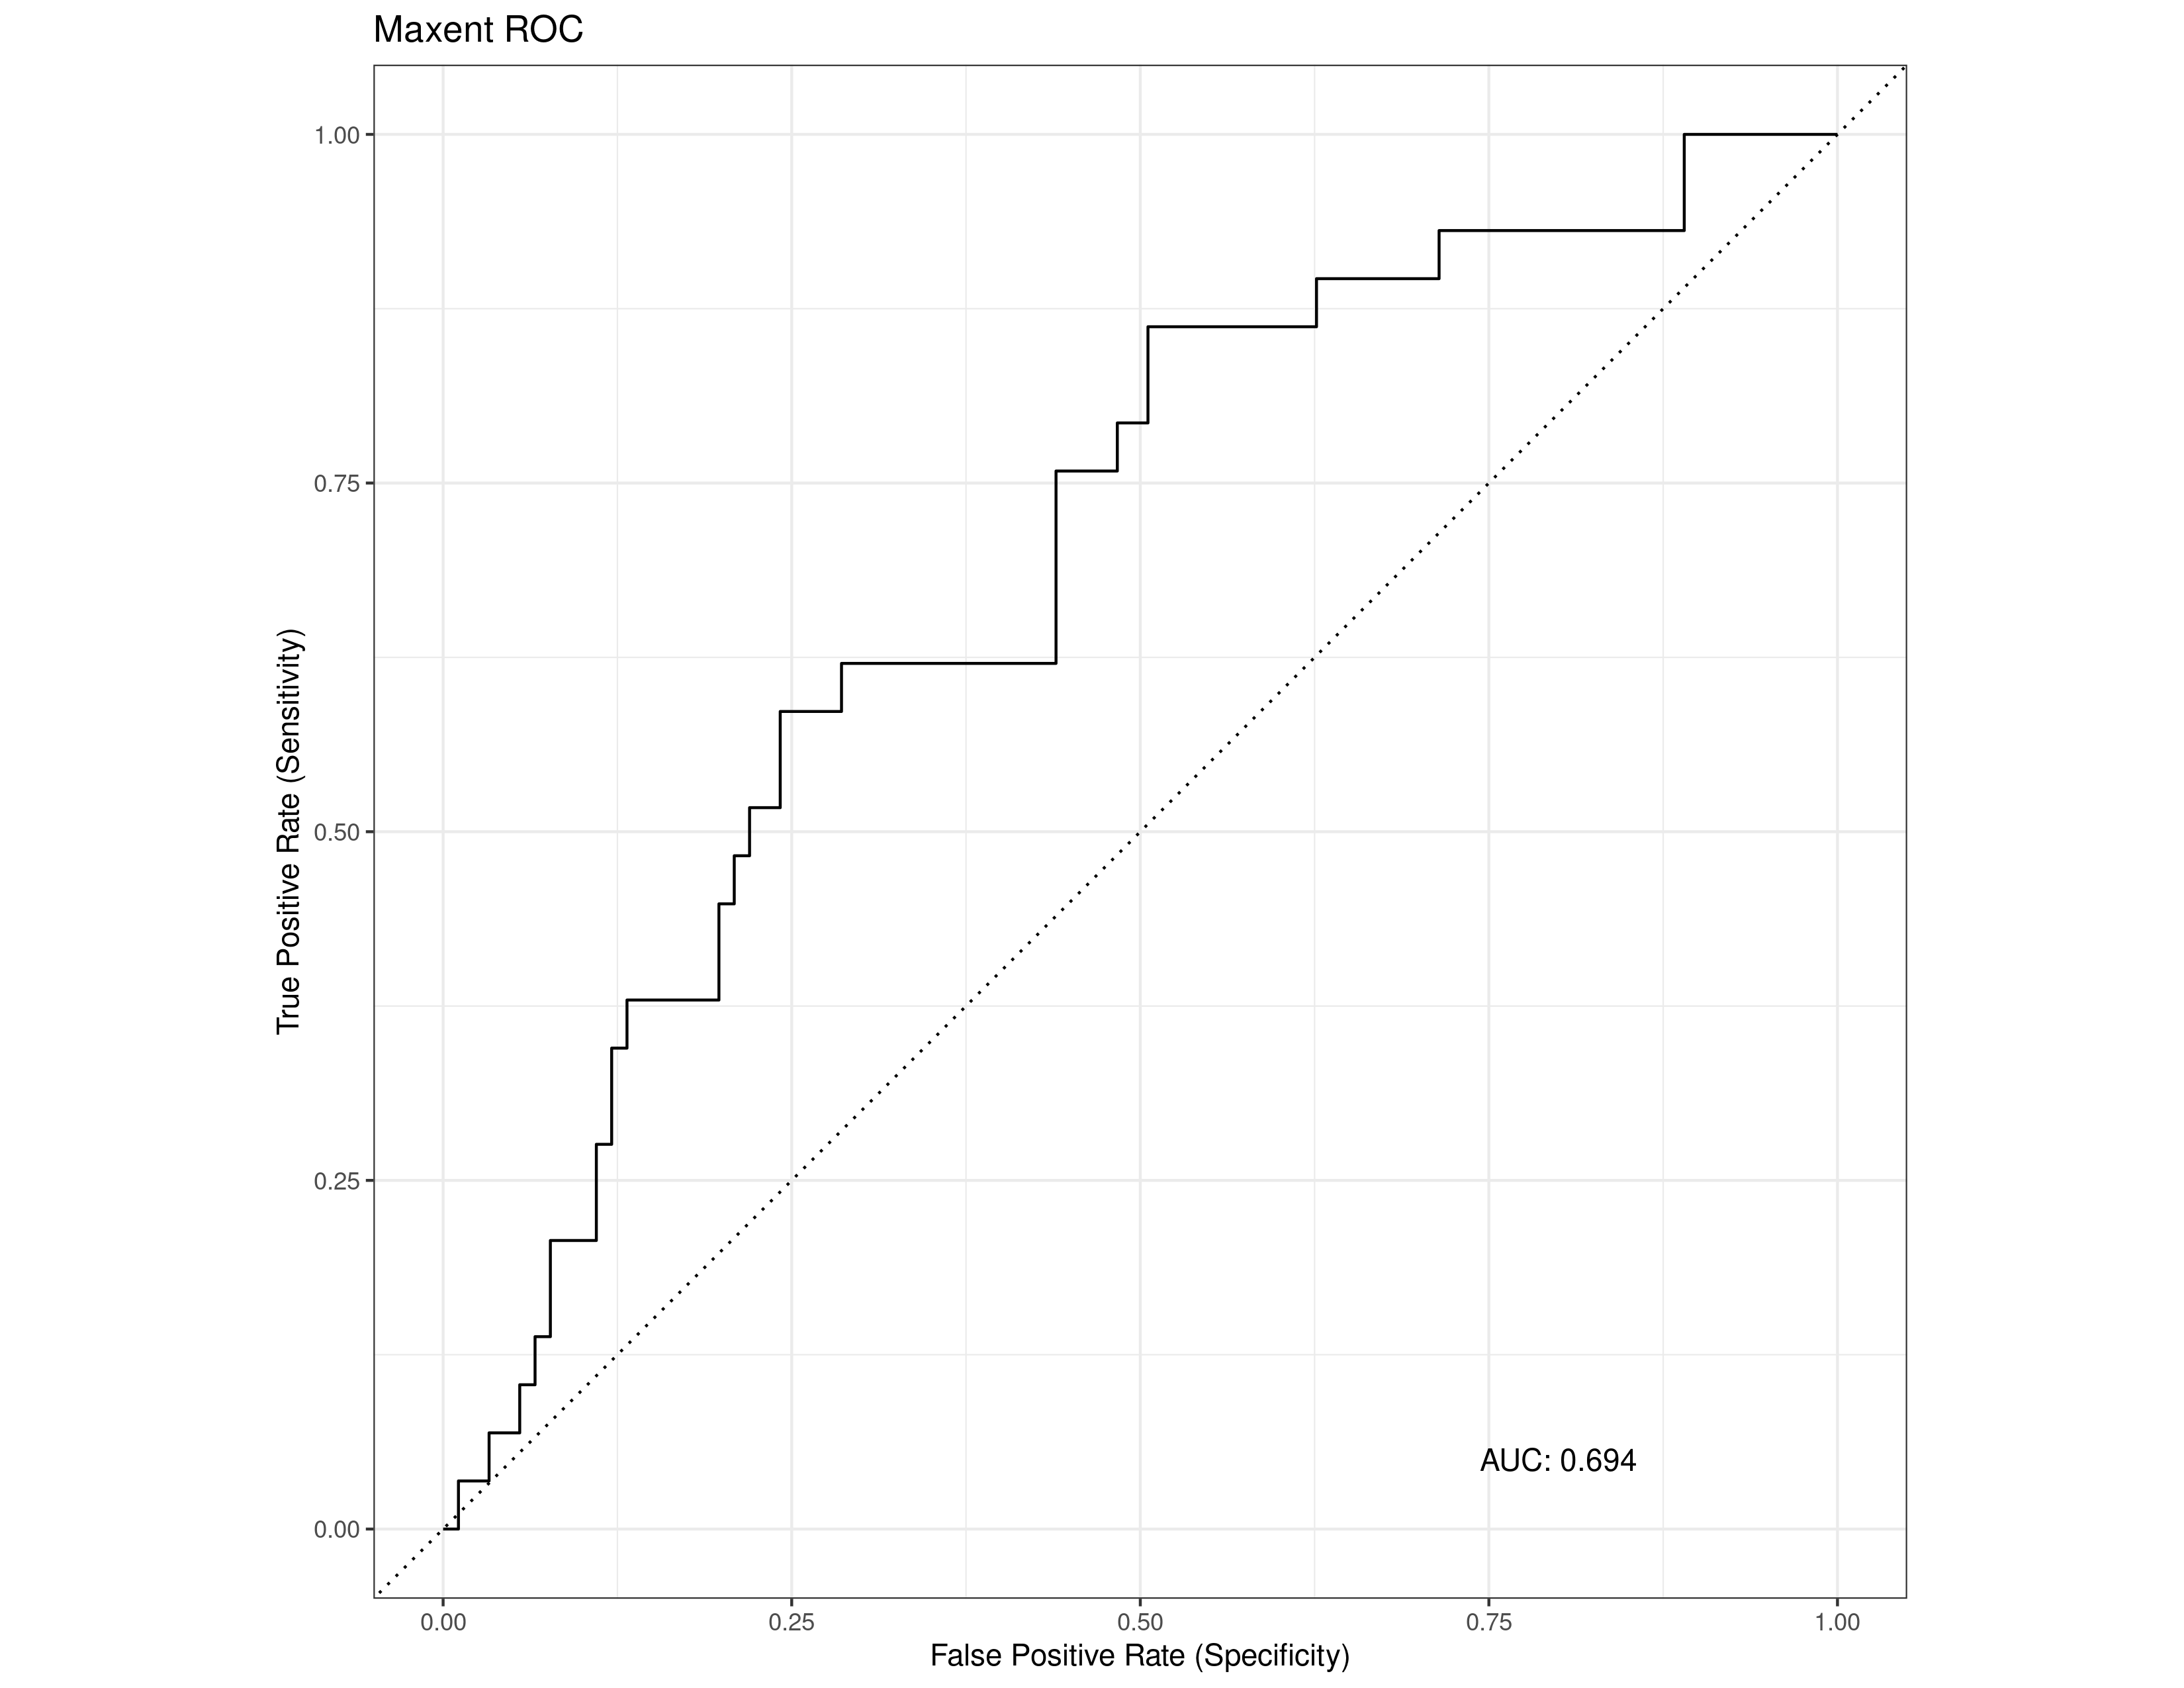 Maxent ROC
True Positive Rate (Sensitivity)
1.00
0.75
0.50
0.25
0.00
AUC: 0.694
0.00 0.25 0.50 0.75 1.00
False Positive Rate (Specificity)